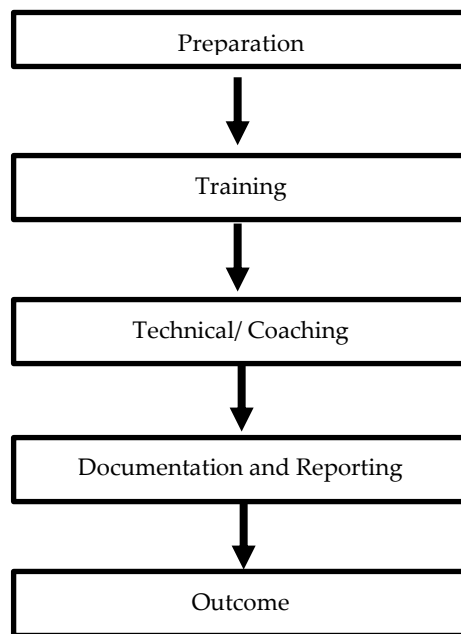 Preparation
Training
Technical/ Coaching
Documentation and Reporting
Outcome